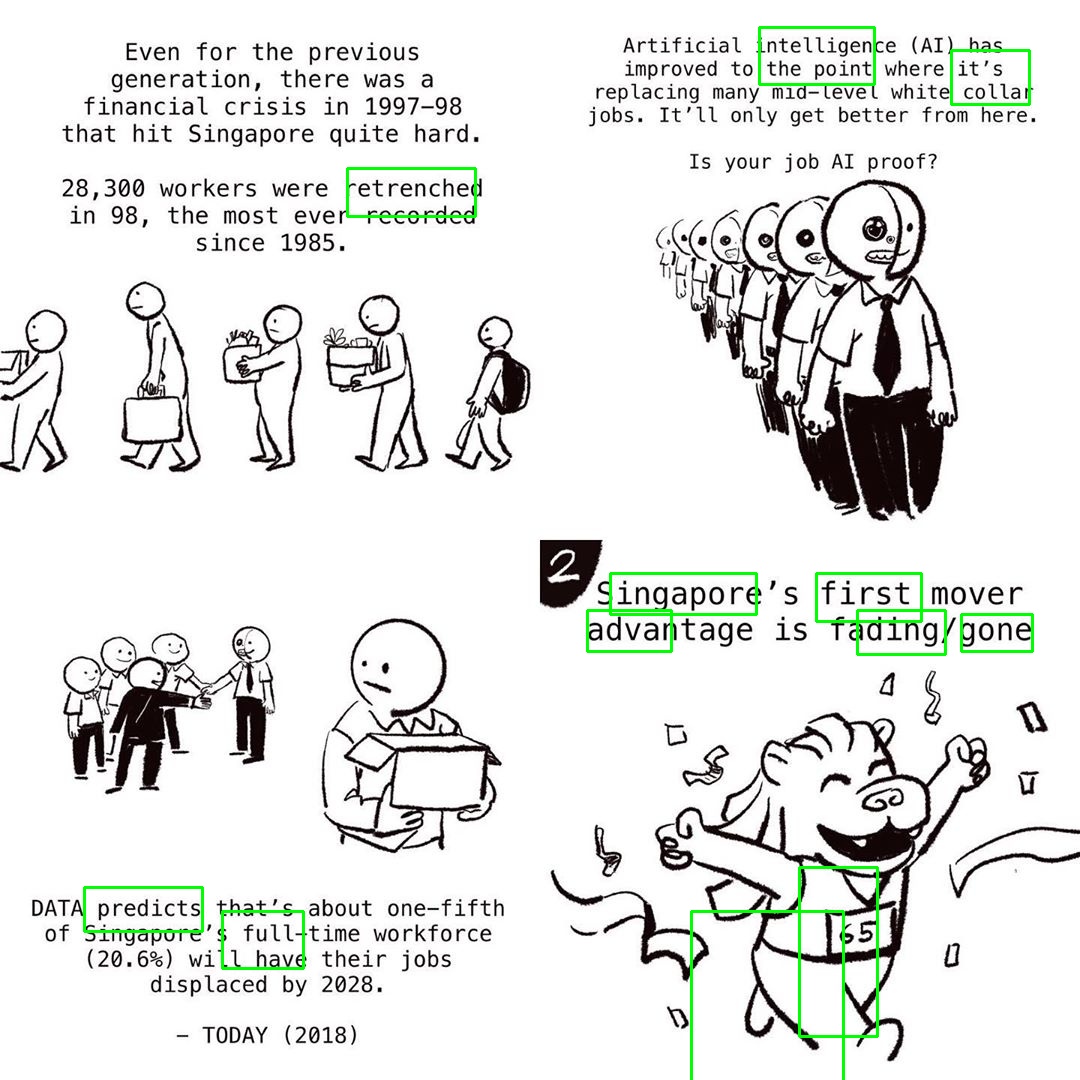 Even for the previous
generation, there was a
financial crisis in 1997-98
that hit Singapore quite hard.
28,300 workers were retrenched
in 98, the most ever recorded
since 1985.
Artificial intelligence (AI) has
improved to the point where it's
replacing many mid-level white collar
jobs. It'll only get better from here.
Is your job AI proof?
DATA predicts that's about one-fifth
of Singapore's full-time workforce
(20.6%) will have their jobs
displaced by 2028.
- TODAY (2018)
2
Singapore's first mover
advantage is fading/gone
65